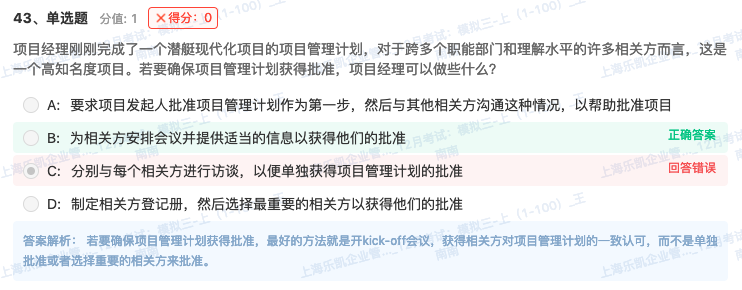 43、单选题 分值: 1 ×得分：0
项目经理刚刚完成了一个潜艇现代化项目的项目管理计划，对于跨多个职能部门和理解水平的许多相关方而言，这是
一个高知名度项目。若要确保项目管理计划获得批准，项目经理可以做些什么？
A: 要求项目发起人批准项目管理计划作为第一步，然后与其他相关方沟通这种情况，以帮助批准项目
B: 为相关方安排会议并提供适当的信息以获得他们的批准 正确答案
C: 分别与每个相关方进行访谈，以便单独获得项目管理计划的批准 回答错误
D: 制定相关方登记册，然后选择最重要的相关方以获得他们的批准
答案解析： 若要确保项目管理计划获得批准，最好的方法就是开kick-off会议，获得相关方对项目管理计划的一致认可，而不是单独
批准或者选择重要的相关方来批准。